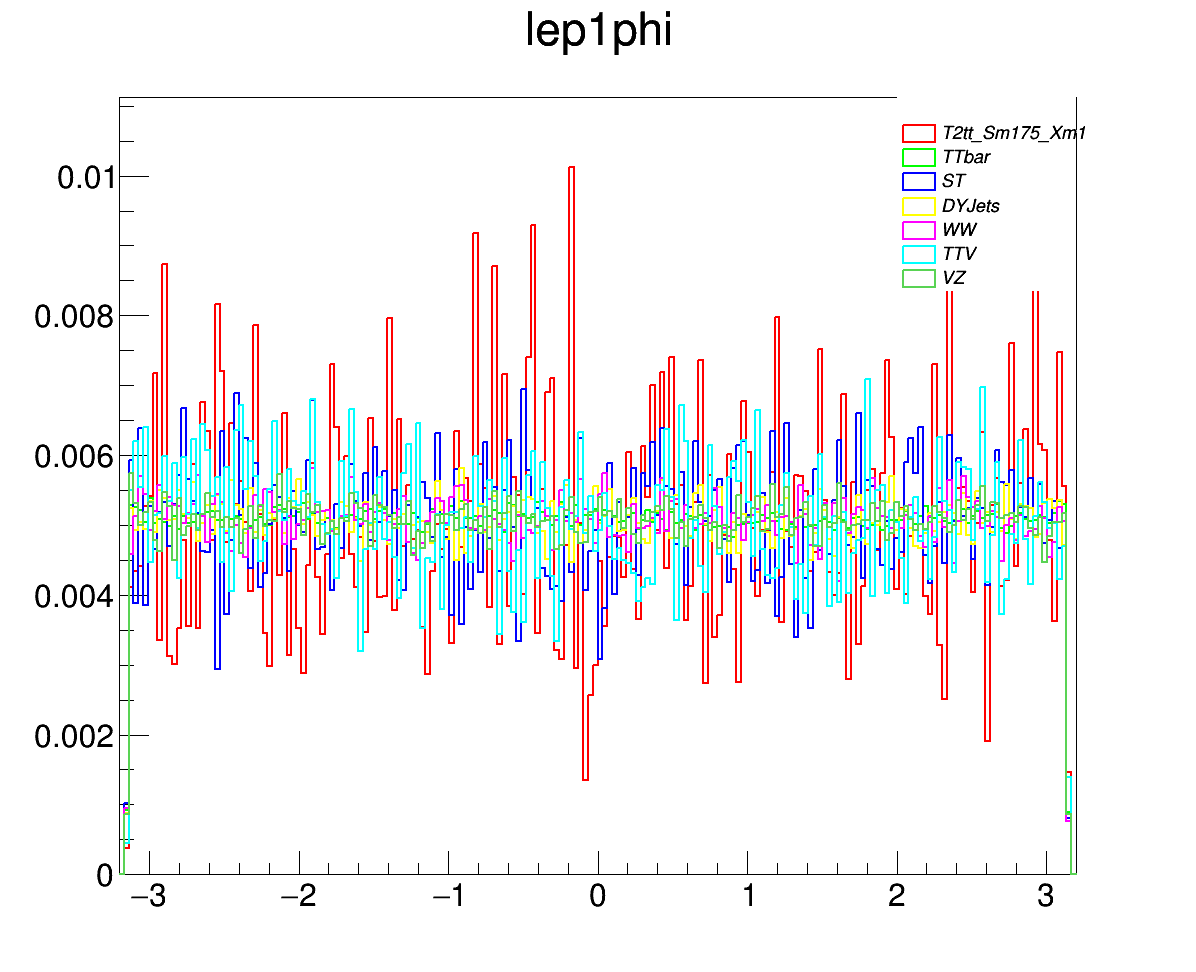 lep1phi
T2tt_Sm175_Xm1
TTbar
ST
DYJets
WW
TTV
VZ
0.01
0.008
0.006
0.004
0.002
0
−3 −2 −1 0 1 2 3